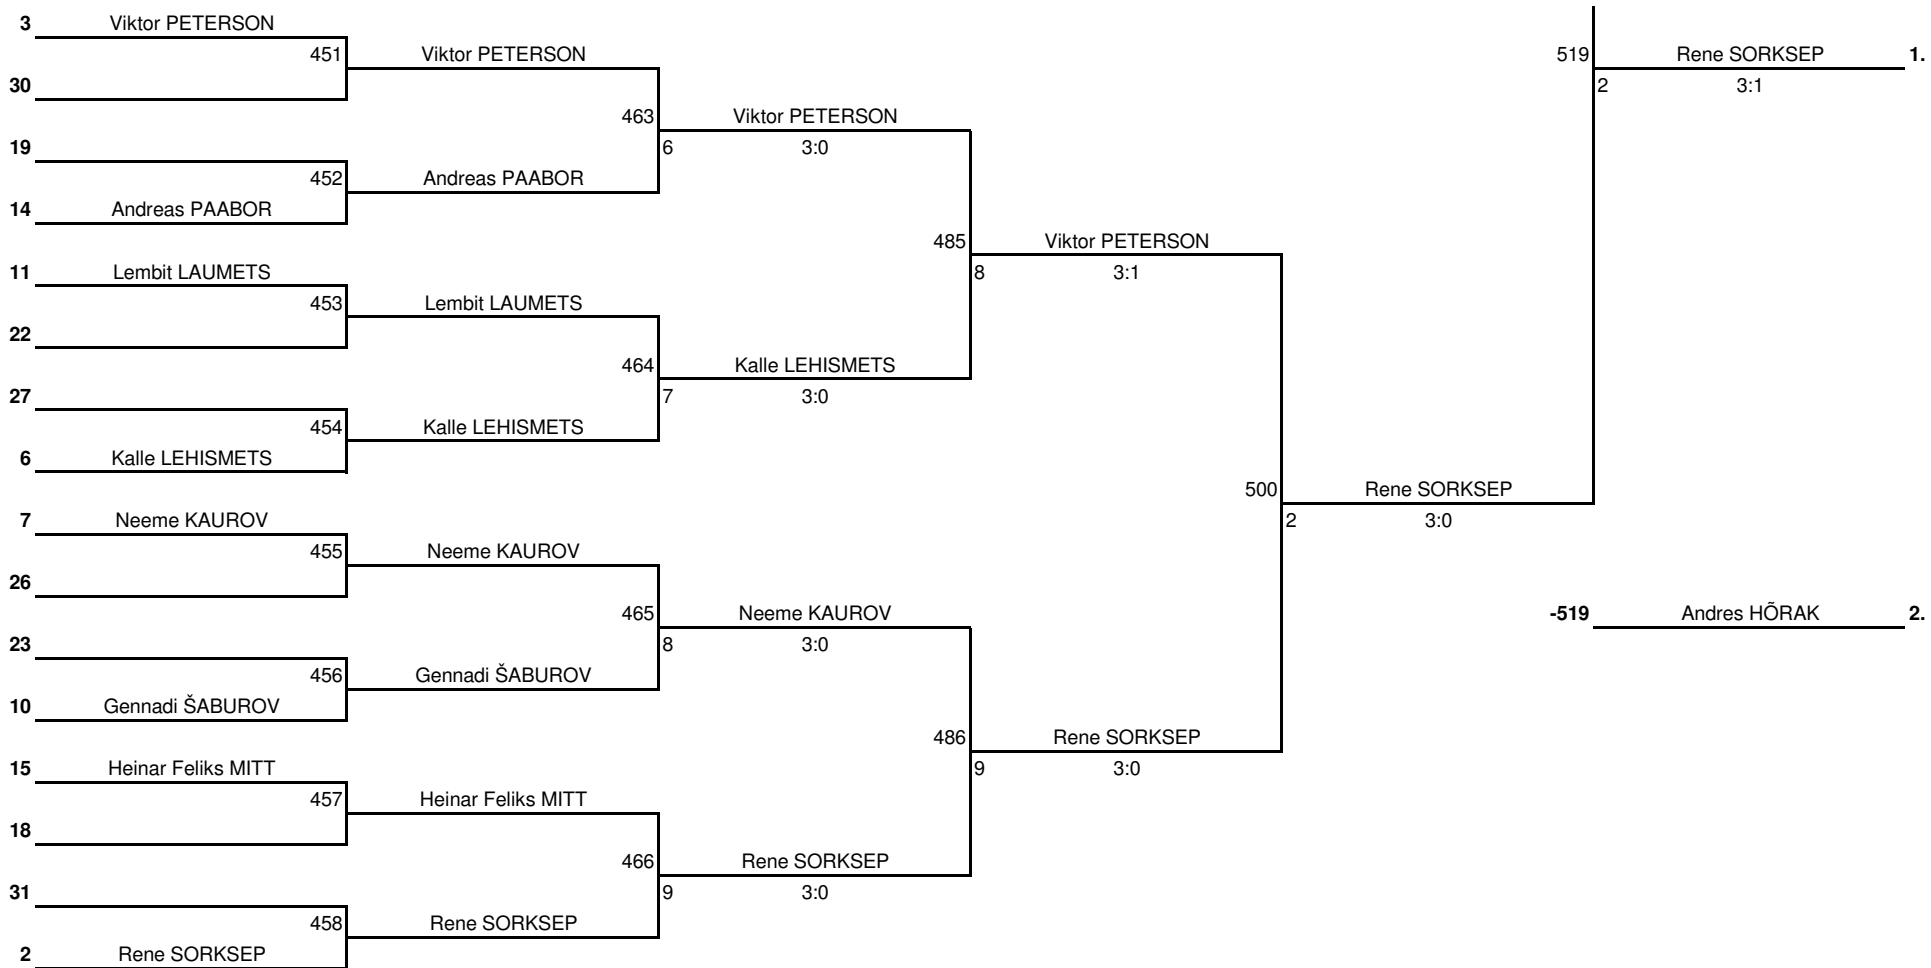 3 Viktor PETERSON
451 Viktor PETERSON 519 Rene SORKSEP 1.
30 2 3:1
463 Viktor PETERSON
19 6 3:0
452 Andreas PAABOR
14 Andreas PAABOR
485 Viktor PETERSON
11 Lembit LAUMETS 8 3:1
453 Lembit LAUMETS
22
464 Kalle LEHISMETS
27 7 3:0
454 Kalle LEHISMETS
6 Kalle LEHISMETS
500 Rene SORKSEP
7 Neeme KAUROV 2 3:0
455 Neeme KAUROV
26
465 Neeme KAUROV -519 Andres HÕRAK 2.
23 8 3:0
456 Gennadi ŠABUROV
10 Gennadi ŠABUROV
486 Rene SORKSEP
15 Heinar Feliks MITT 9 3:0
457 Heinar Feliks MITT
18
466 Rene SORKSEP
31 9 3:0
458 Rene SORKSEP
2 Rene SORKSEP